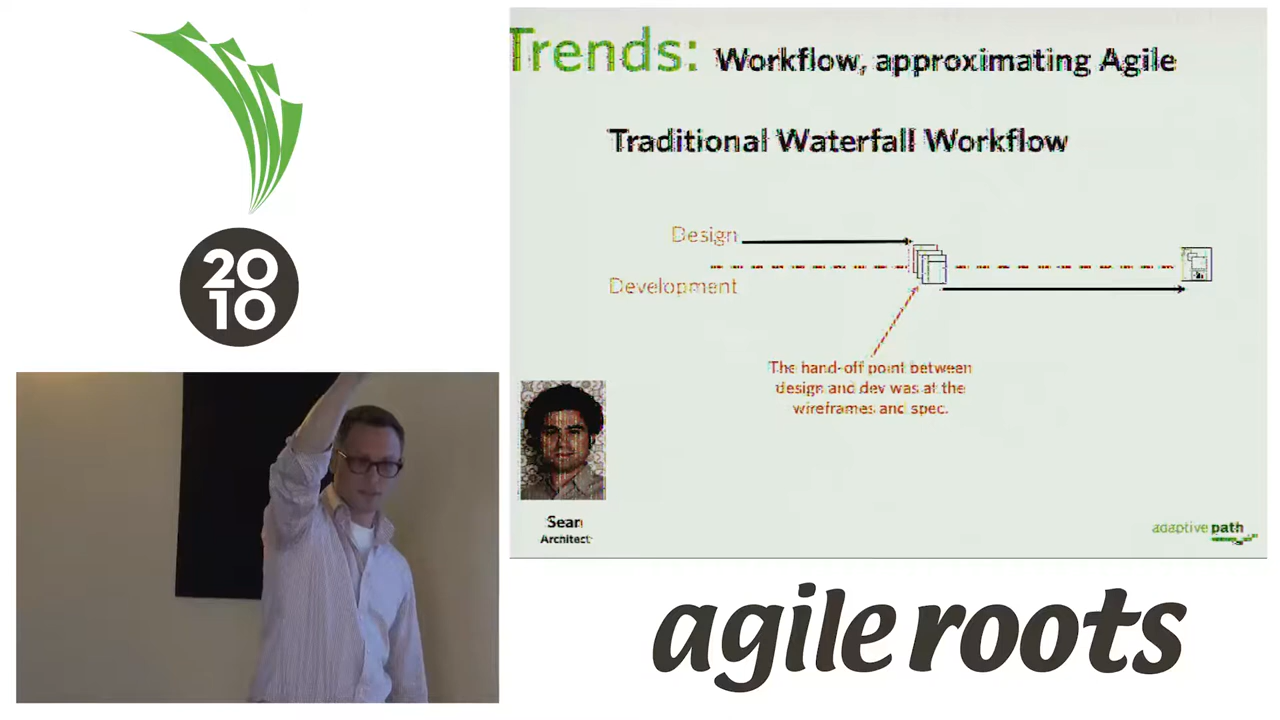 20
10
Trends: Workflow, approximating Agile
Traditional Waterfall Workflow
Design
Development
The hand-off point between
design and dev was at the
wireframes and spec.
Sean
Architect
adaptive path
agile roots